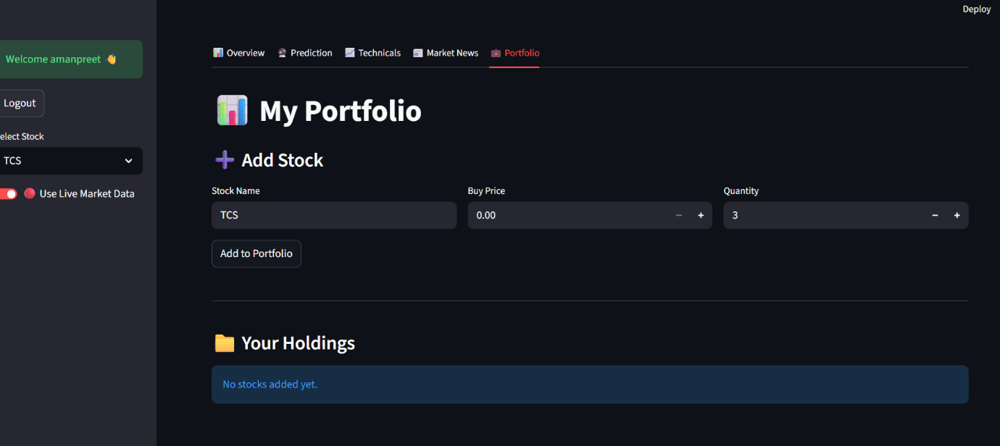 Deploy
Welcome amanpreet 👋
Logout
elect Stock
TCS
Use Live Market Data
Overview Prediction Technicals Market News Portfolio
My Portfolio
Add Stock
Stock Name Buy Price Quantity
TCS 0.00 − + 3 − +
Add to Portfolio
Your Holdings
No stocks added yet.